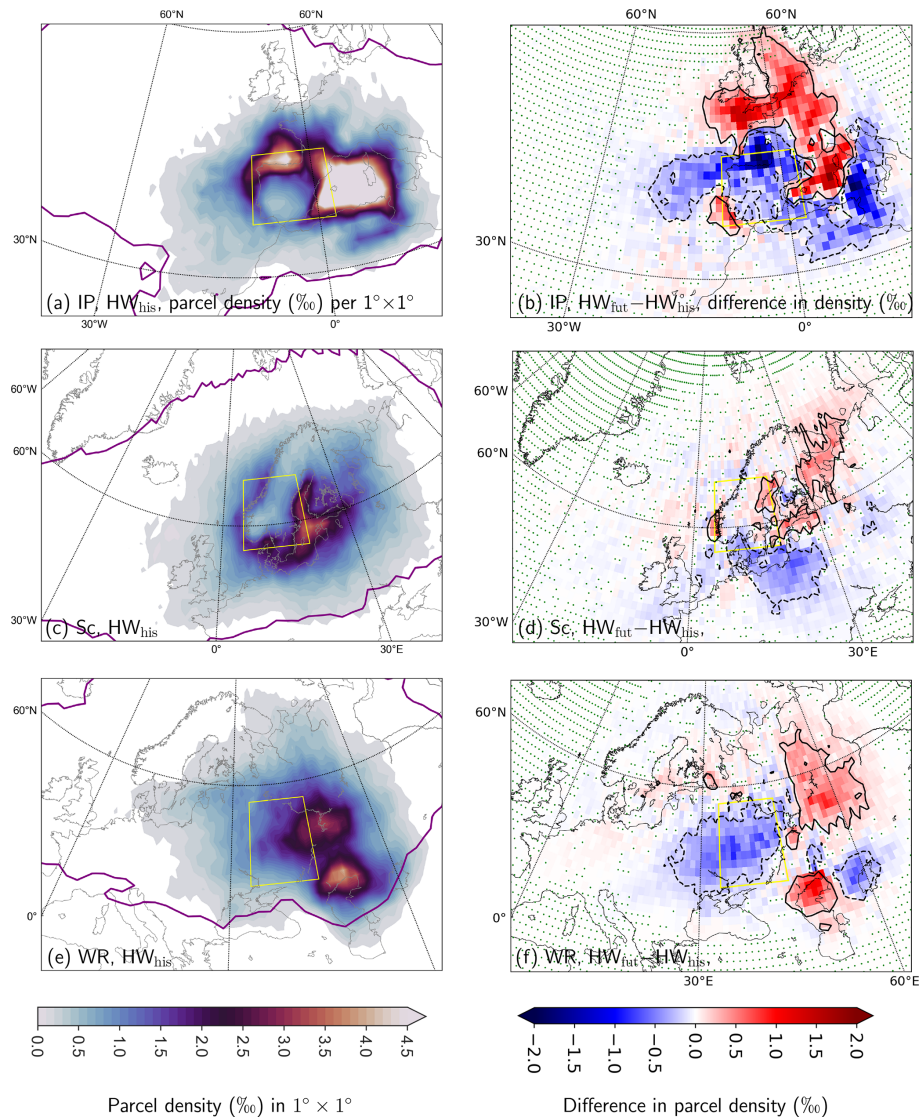 60°N 60°N
60°N 60°N
30°N
30°N
(a) IP, HWhis, parcel density (‰) per 1°×1°
(b) IP, HWfut−HWhis, difference in density (‰)
30°W 0°
30°W 0°
60°W
60°N
30°W
60°W
60°N
30°W
(c) Sc, HWhis
(d) Sc, HWfut−HWhis,
0° 30°E
0° 30°E
60°N
0°
60°N
0°
(e) WR, HWhis
(f) WR, HWfut−HWhis,
30°E 60°E
0.0 0.5 1.0 1.5 2.0 2.5 3.0 3.5 4.0 4.5
−2.0 −1.5 −1.0 −0.5 0.0 0.5 1.0 1.5 2.0
Parcel density (‰) in 1° × 1°
Difference in parcel density (‰)